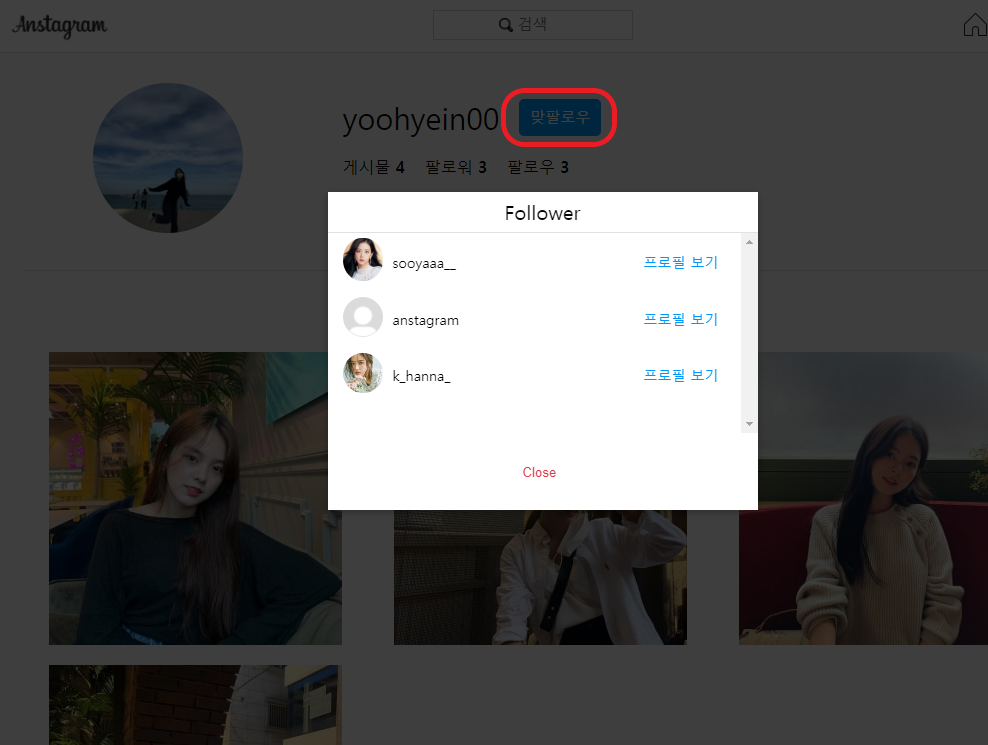 Anstagram
검색
yoohyein00 맞팔로우
게시물 4 팔로워 3 팔로우 3
Follower
sooyaaa__ 프로필 보기
anstagram 프로필 보기
k_hanna_ 프로필 보기
Close